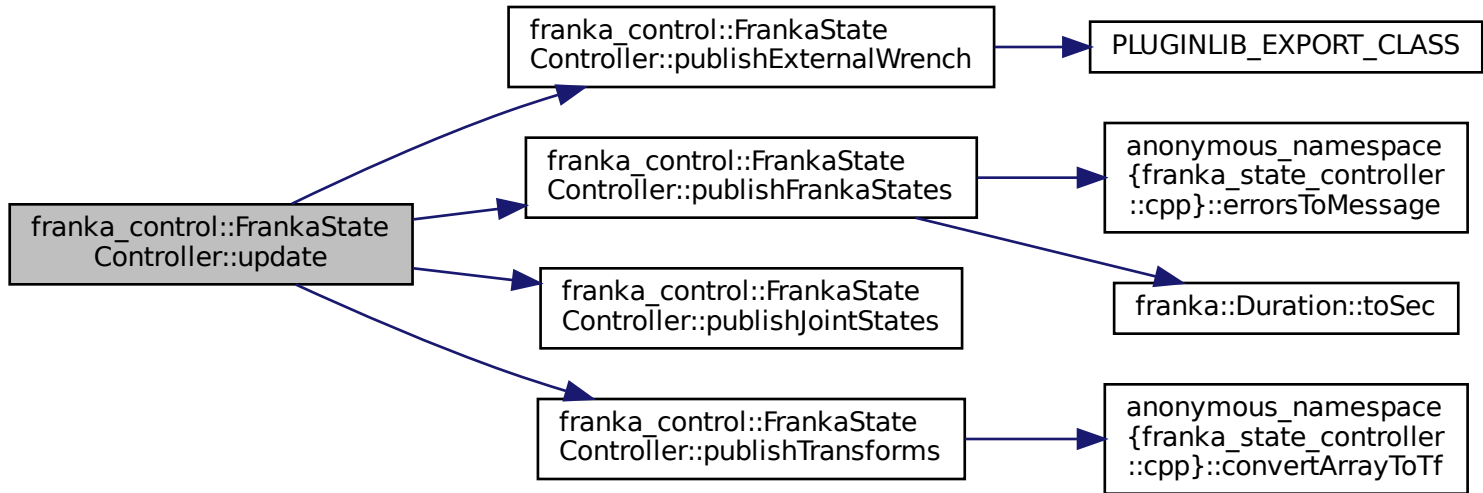 franka_control::FrankaState
Controller::update
franka_control::FrankaState
Controller::publishExternalWrench
PLUGINLIB_EXPORT_CLASS
franka_control::FrankaState
Controller::publishFrankaStates
anonymous_namespace
{franka_state_controller
::cpp}::errorsToMessage
franka::Duration::toSec
franka_control::FrankaState
Controller::publishJointStates
franka_control::FrankaState
Controller::publishTransforms
anonymous_namespace
{franka_state_controller
::cpp}::convertArrayToTf